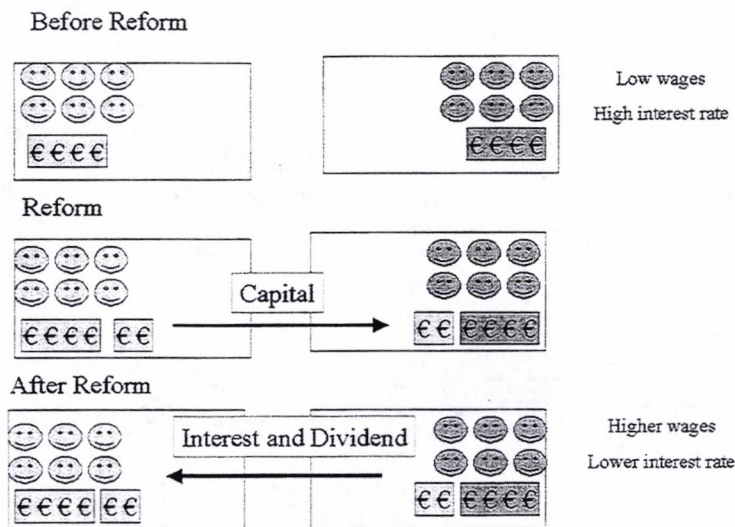 Before Reform
Low wages
High interest rate
€€€€
€€€€
Reform
Capital
€€€€ €€
€€ €€€€
After Reform
Interest and Dividend
Higher wages
Lower interest rate
€€€€ €€
€€ €€€€